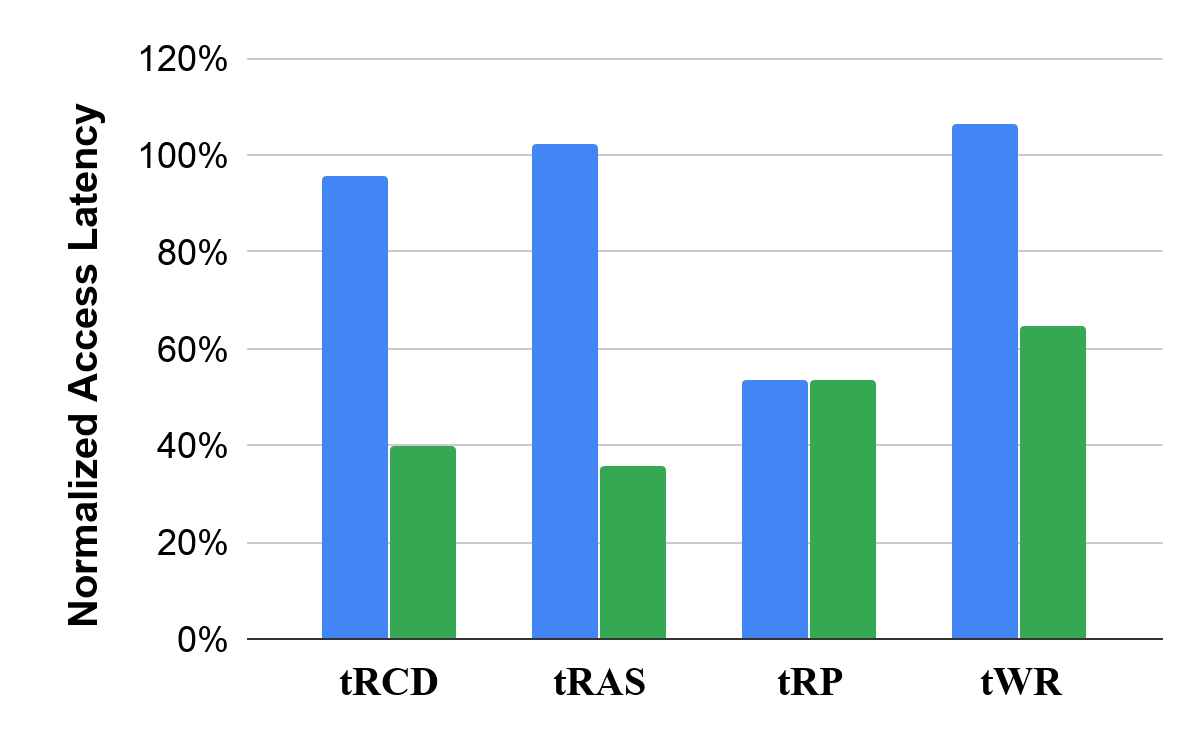 Normalized Access Latency
120%
100%
80%
60%
40%
20%
0%
tRCD
tRAS
tRP
tWR